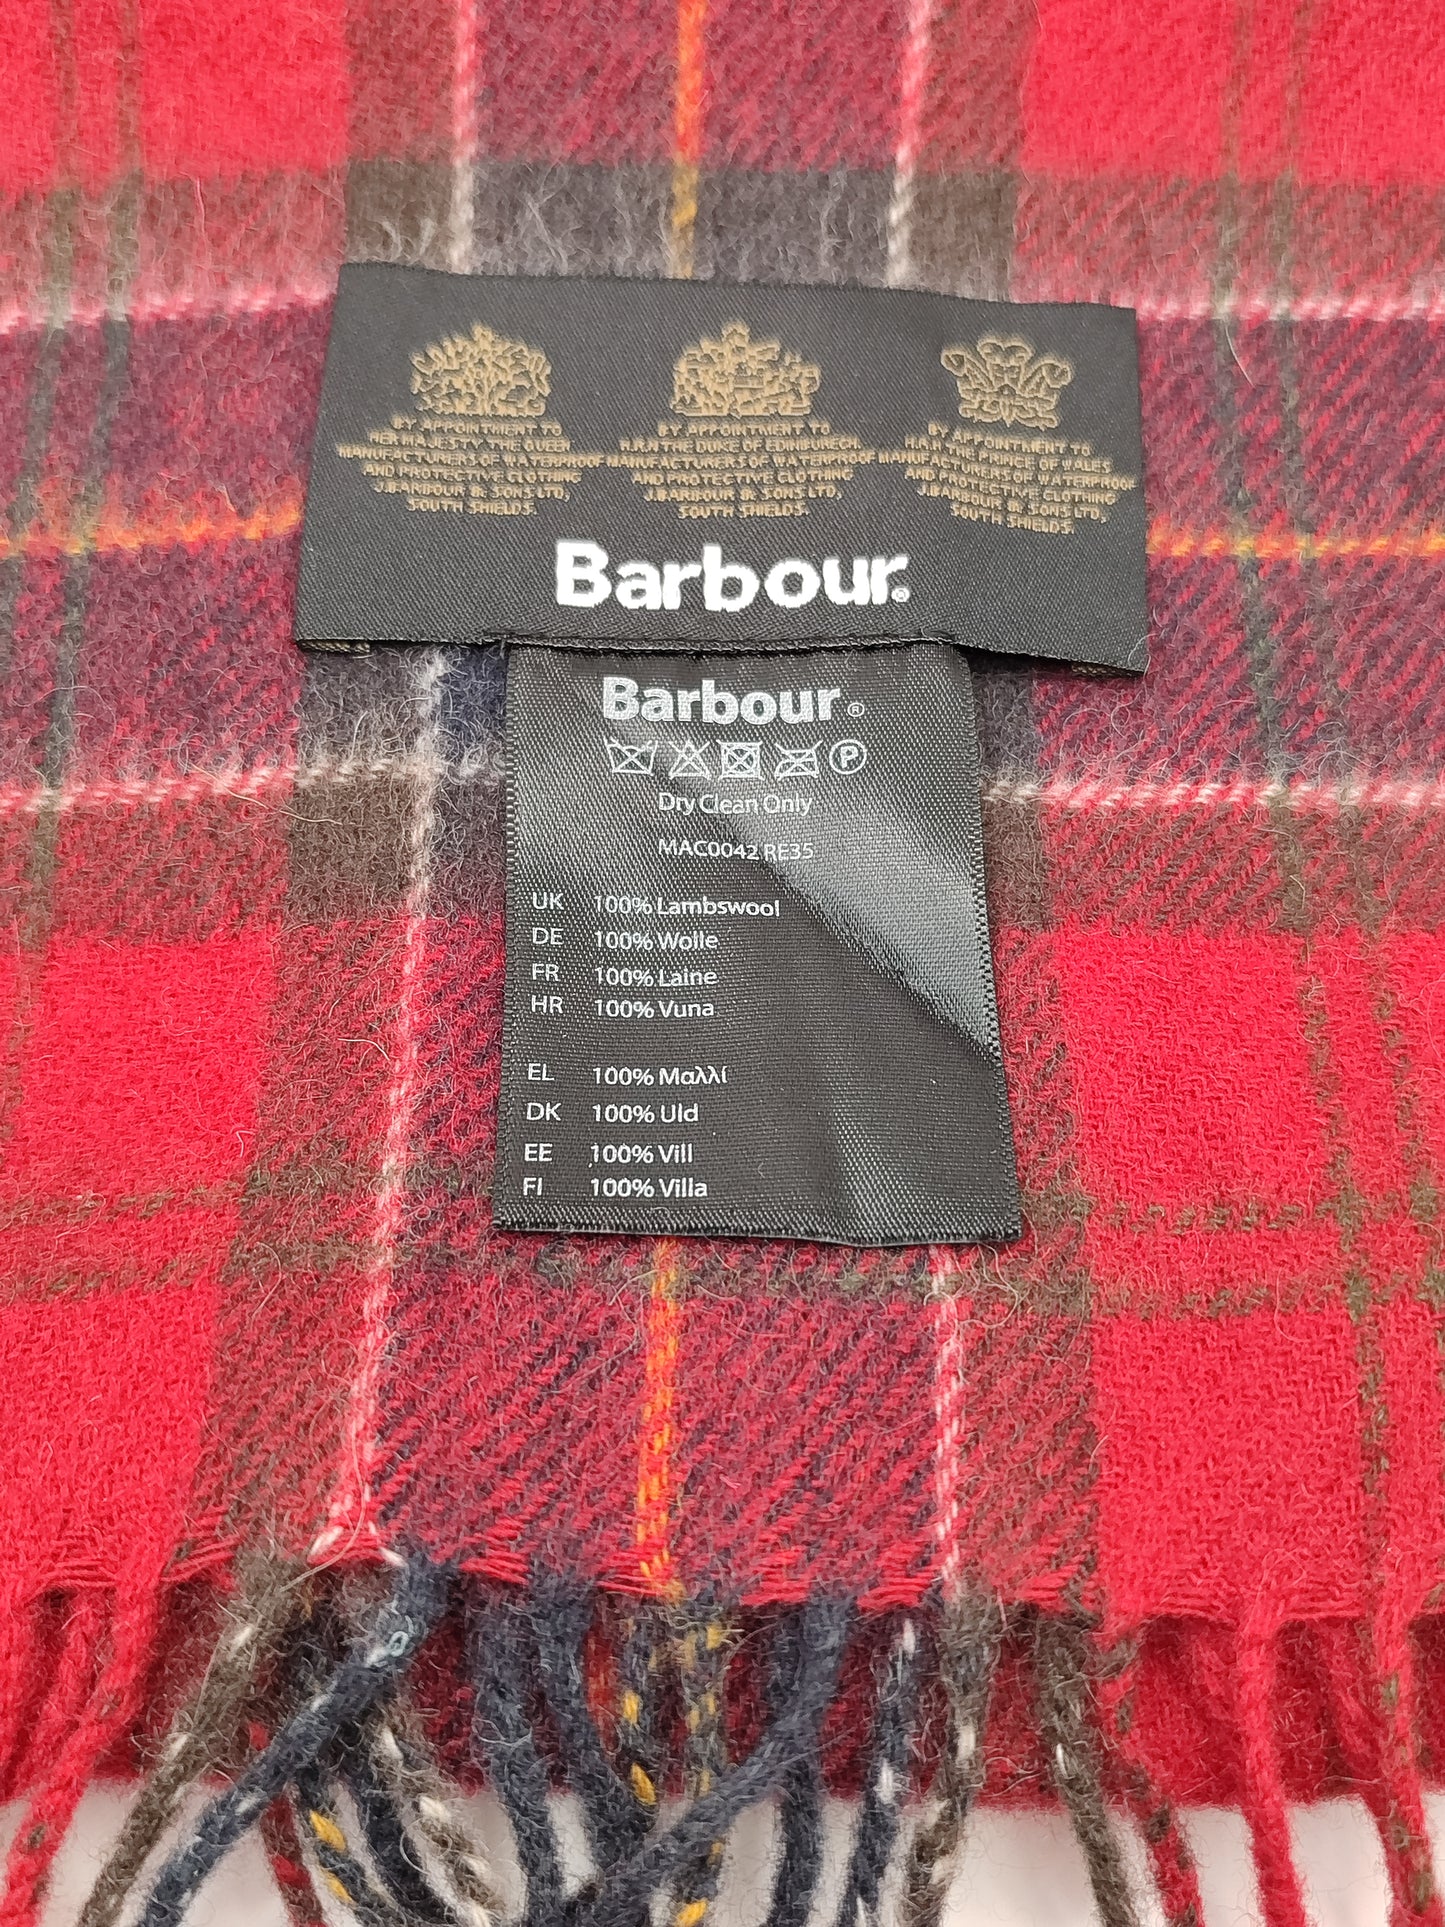 BY APPOINTMENT TO
HER MAJESTY THE QUEEN
MANUFACTURERS OF WATERPROOF
AND PROTECTIVE CLOTHING
J.BARBOUR & SONS LTD,
SOUTH SHIELDS.
BY APPOINTMENT TO
H.R.H THE DUKE OF EDINBURGH.
MANUFACTURERS OF WATERPROOF
AND PROTECTIVE CLOTHING
J.BARBOUR & SONS LTD,
SOUTH SHIELDS.
BY APPOINTMENT TO
H.R.H. THE PRINCE OF WALES
MANUFACTURERS OF WATERPROOF
AND PROTECTIVE CLOTHING
J.BARBOUR & SONS LTD,
SOUTH SHIELDS.
Barbour®
Barbour®
P
Dry Clean Only
MAC0042 RE35
UK 100% Lambswool
DE 100% Wolle
FR 100% Laine
HR 100% Vuna
EL 100% Μαλλί
DK 100% Uld
EE 100% Vill
FI 100% Villa